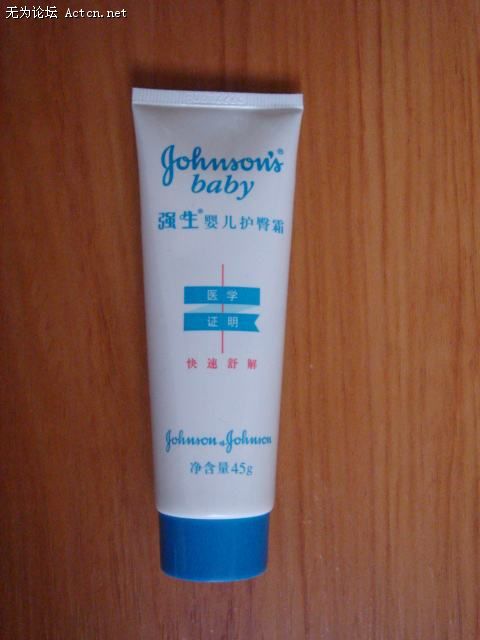 无为论坛 Actcn.net
Johnson's®
baby
强生®婴儿护臀霜
医学
证明
快速舒解
Johnson & Johnson
净含量45g